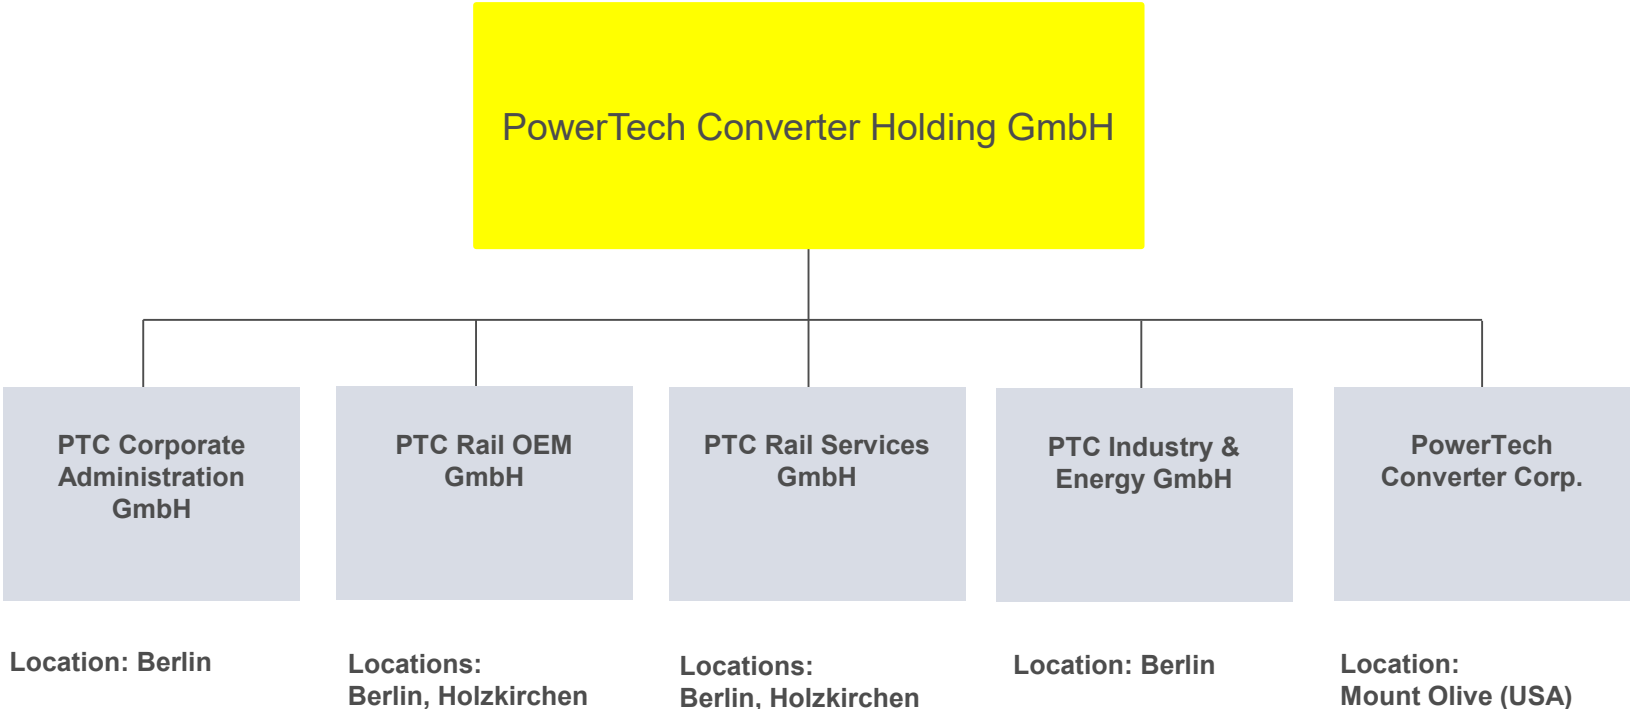 PowerTech Converter Holding GmbH
PTC Corporate
Administration
GmbH
PTC Rail OEM
GmbH
PTC Rail Services
GmbH
PTC Industry &
Energy GmbH
PowerTech
Converter Corp.
Location: Berlin
Locations:
Berlin, Holzkirchen
Locations:
Berlin, Holzkirchen
Location: Berlin
Location:
Mount Olive (USA)